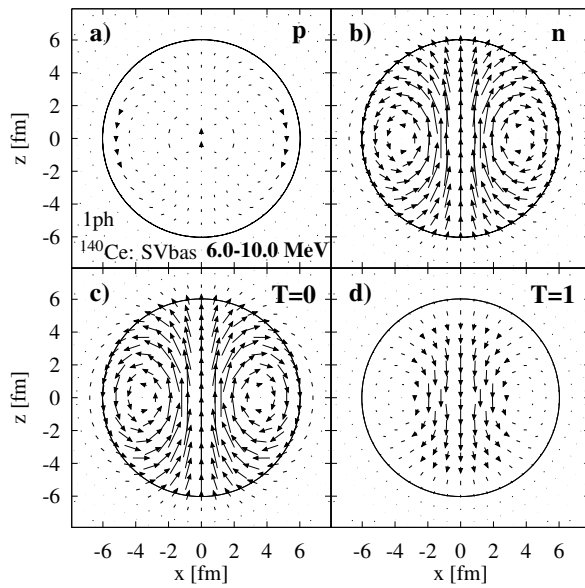 a) p b) n
6
4
2
0
-2
-4
-6
z [fm]
1ph
¹⁴⁰Ce: SVbas 6.0-10.0 MeV
c) T=0 d) T=1
6
4
2
0
-2
-4
-6
z [fm]
-6 -4 -2 0 2 4 6 -6 -4 -2 0 2 4 6
x [fm] x [fm]